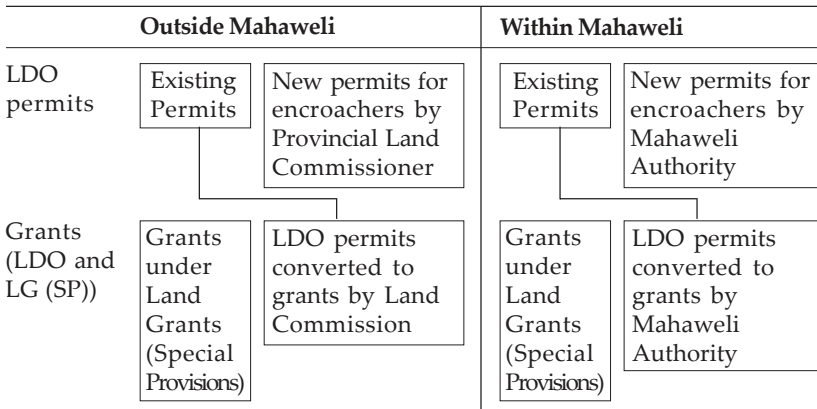 Outside Mahaweli
Within Mahaweli
LDO
permits
Existing
Permits
New permits for
encroachers by
Provincial Land
Commissioner
Existing
Permits
New permits for
encroachers by
Mahaweli
Authority
Grants
(LDO and
LG (SP))
Grants
under
Land
Grants
(Special
Provisions)
LDO permits
converted to
grants by Land
Commission
Grants
under
Land
Grants
(Special
Provisions)
LDO permits
converted to
grants by
Mahaweli
Authority